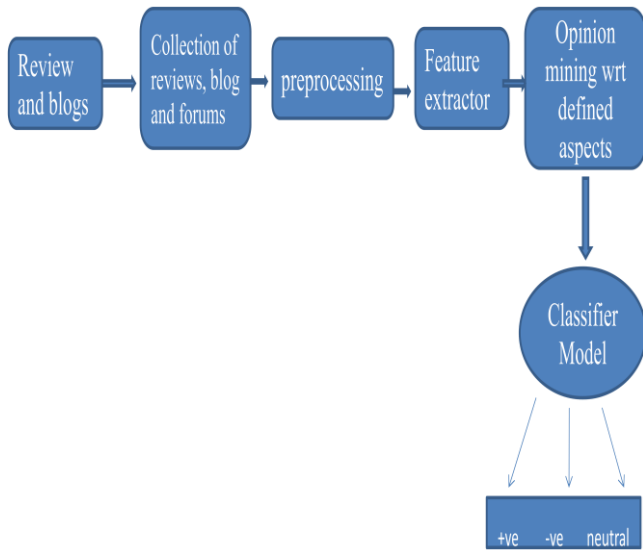 Review
and blogs
Collection of
reviews, blog
and forums
preprocessing
Feature
extractor
Opinion
mining wrt
defined
aspects
Classifier
Model
+ve -ve neutral